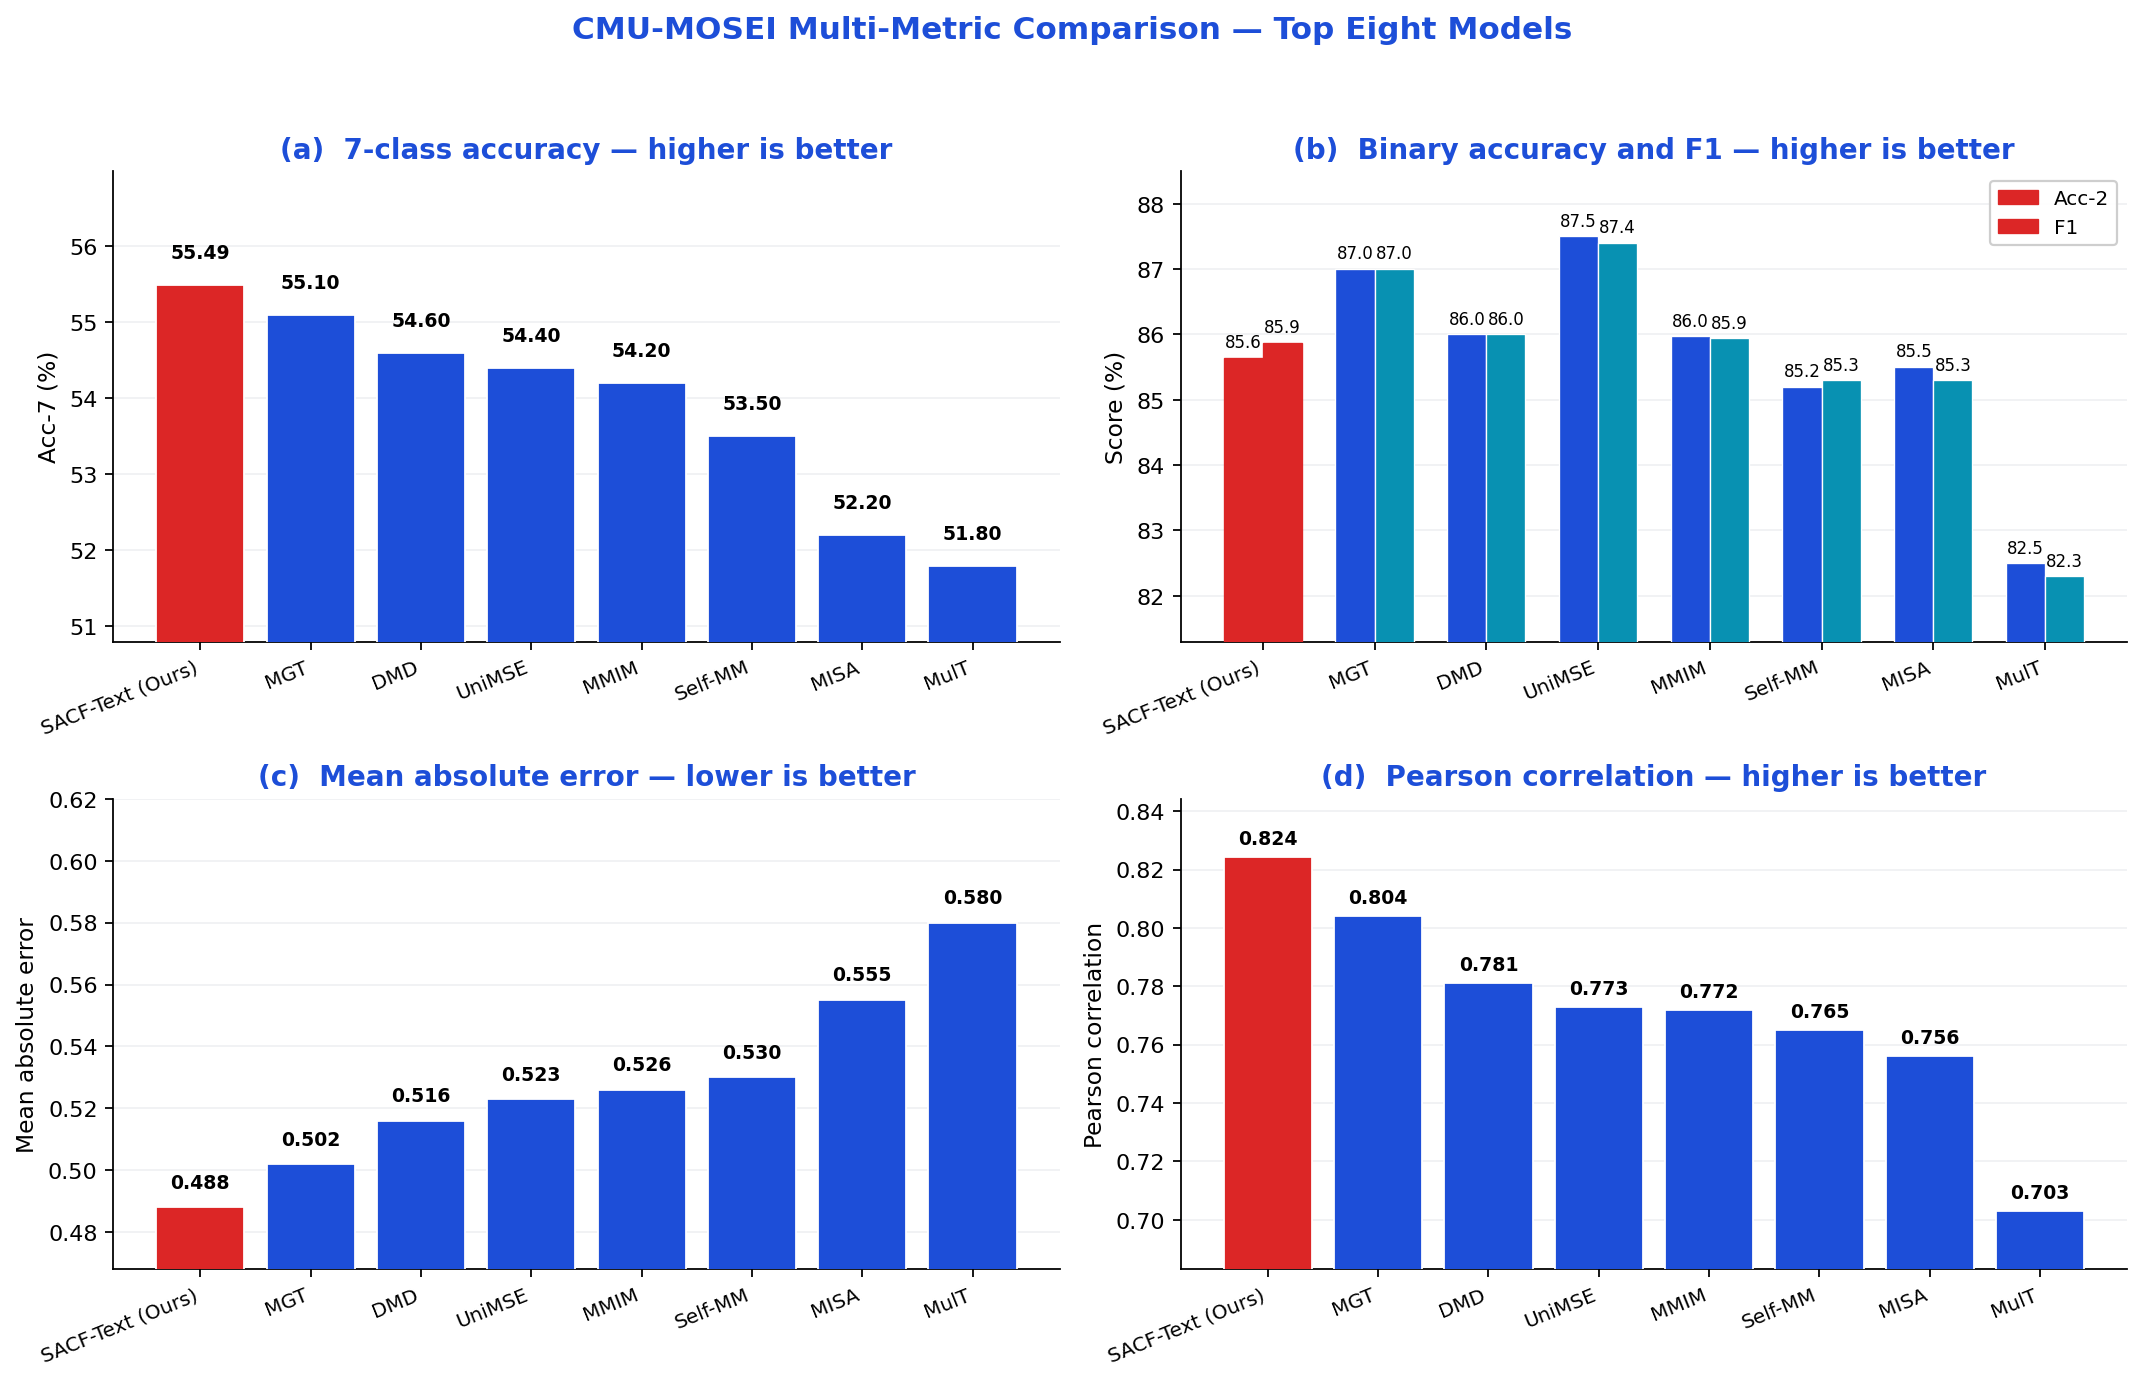 CMU-MOSEI Multi-Metric Comparison — Top Eight Models
(a)  7-class accuracy — higher is better
Acc-7 (%)
56
55
54
53
52
51
55.49
55.10
54.60
54.40
54.20
53.50
52.20
51.80
SACF-Text (Ours)
MGT
DMD
UniMSE
MMIM
Self-MM
MISA
MulT
(b)  Binary accuracy and F1 — higher is better
Score (%)
88
87
86
85
84
83
82
Acc-2
F1
85.6
85.9
87.0
87.0
86.0
86.0
87.5
87.4
86.0
85.9
85.2
85.3
85.5
85.3
82.5
82.3
SACF-Text (Ours)
MGT
DMD
UniMSE
MMIM
Self-MM
MISA
MulT
(c)  Mean absolute error — lower is better
Mean absolute error
0.62
0.60
0.58
0.56
0.54
0.52
0.50
0.48
0.488
0.502
0.516
0.523
0.526
0.530
0.555
0.580
SACF-Text (Ours)
MGT
DMD
UniMSE
MMIM
Self-MM
MISA
MulT
(d)  Pearson correlation — higher is better
Pearson correlation
0.84
0.82
0.80
0.78
0.76
0.74
0.72
0.70
0.824
0.804
0.781
0.773
0.772
0.765
0.756
0.703
SACF-Text (Ours)
MGT
DMD
UniMSE
MMIM
Self-MM
MISA
MulT